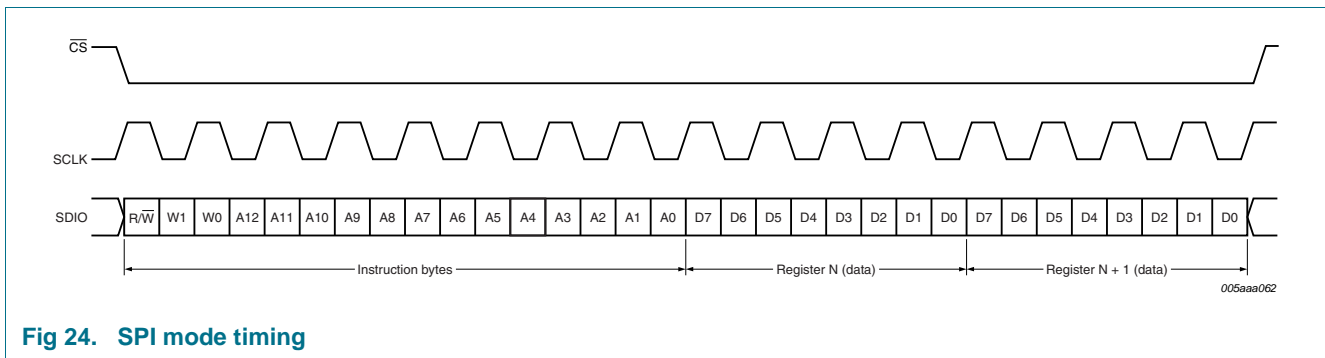 CS
SCLK
SDIO R/W W1 W0 A12 A11 A10 A9 A8 A7 A6 A5 A4 A3 A2 A1 A0 D7 D6 D5 D4 D3 D2 D1 D0 D7 D6 D5 D4 D3 D2 D1 D0
Instruction bytes Register N (data) Register N + 1 (data)
005aaa062
Fig 24. SPI mode timing